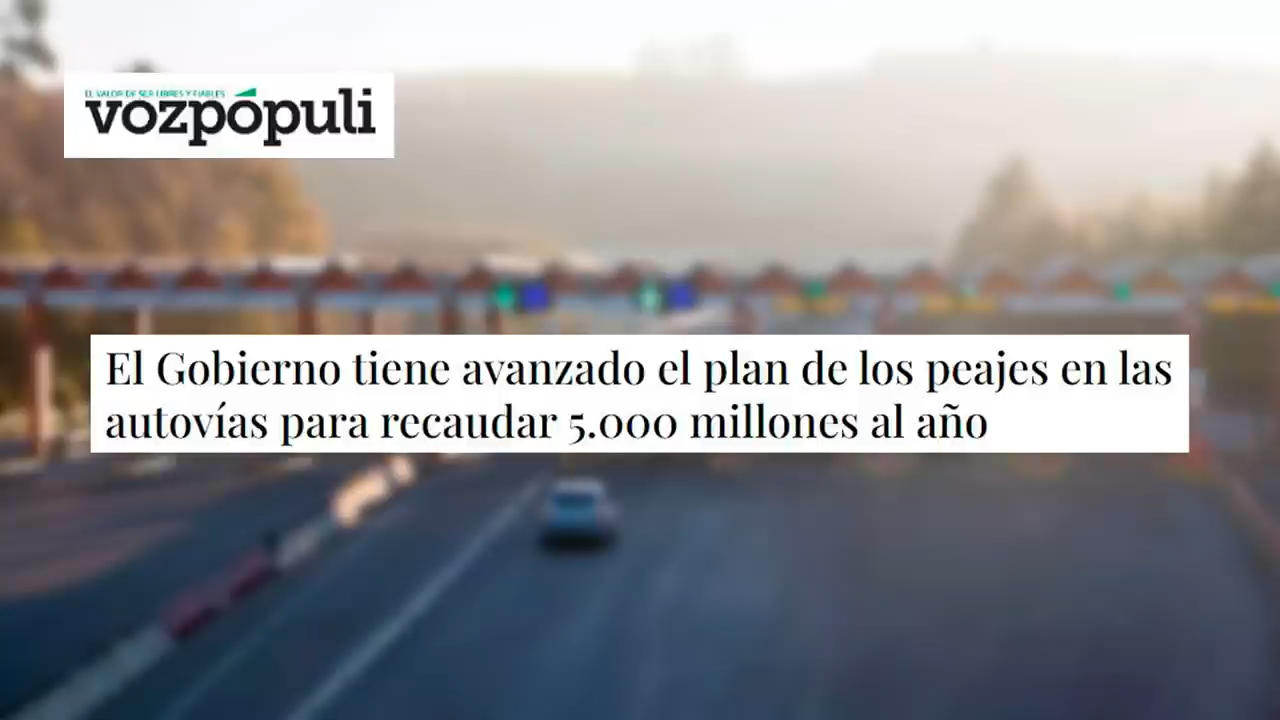 EL VALOR DE SER LIBRES Y FIABLES
vozpópuli
El Gobierno tiene avanzado el plan de los peajes en las
autovías para recaudar 5.000 millones al año